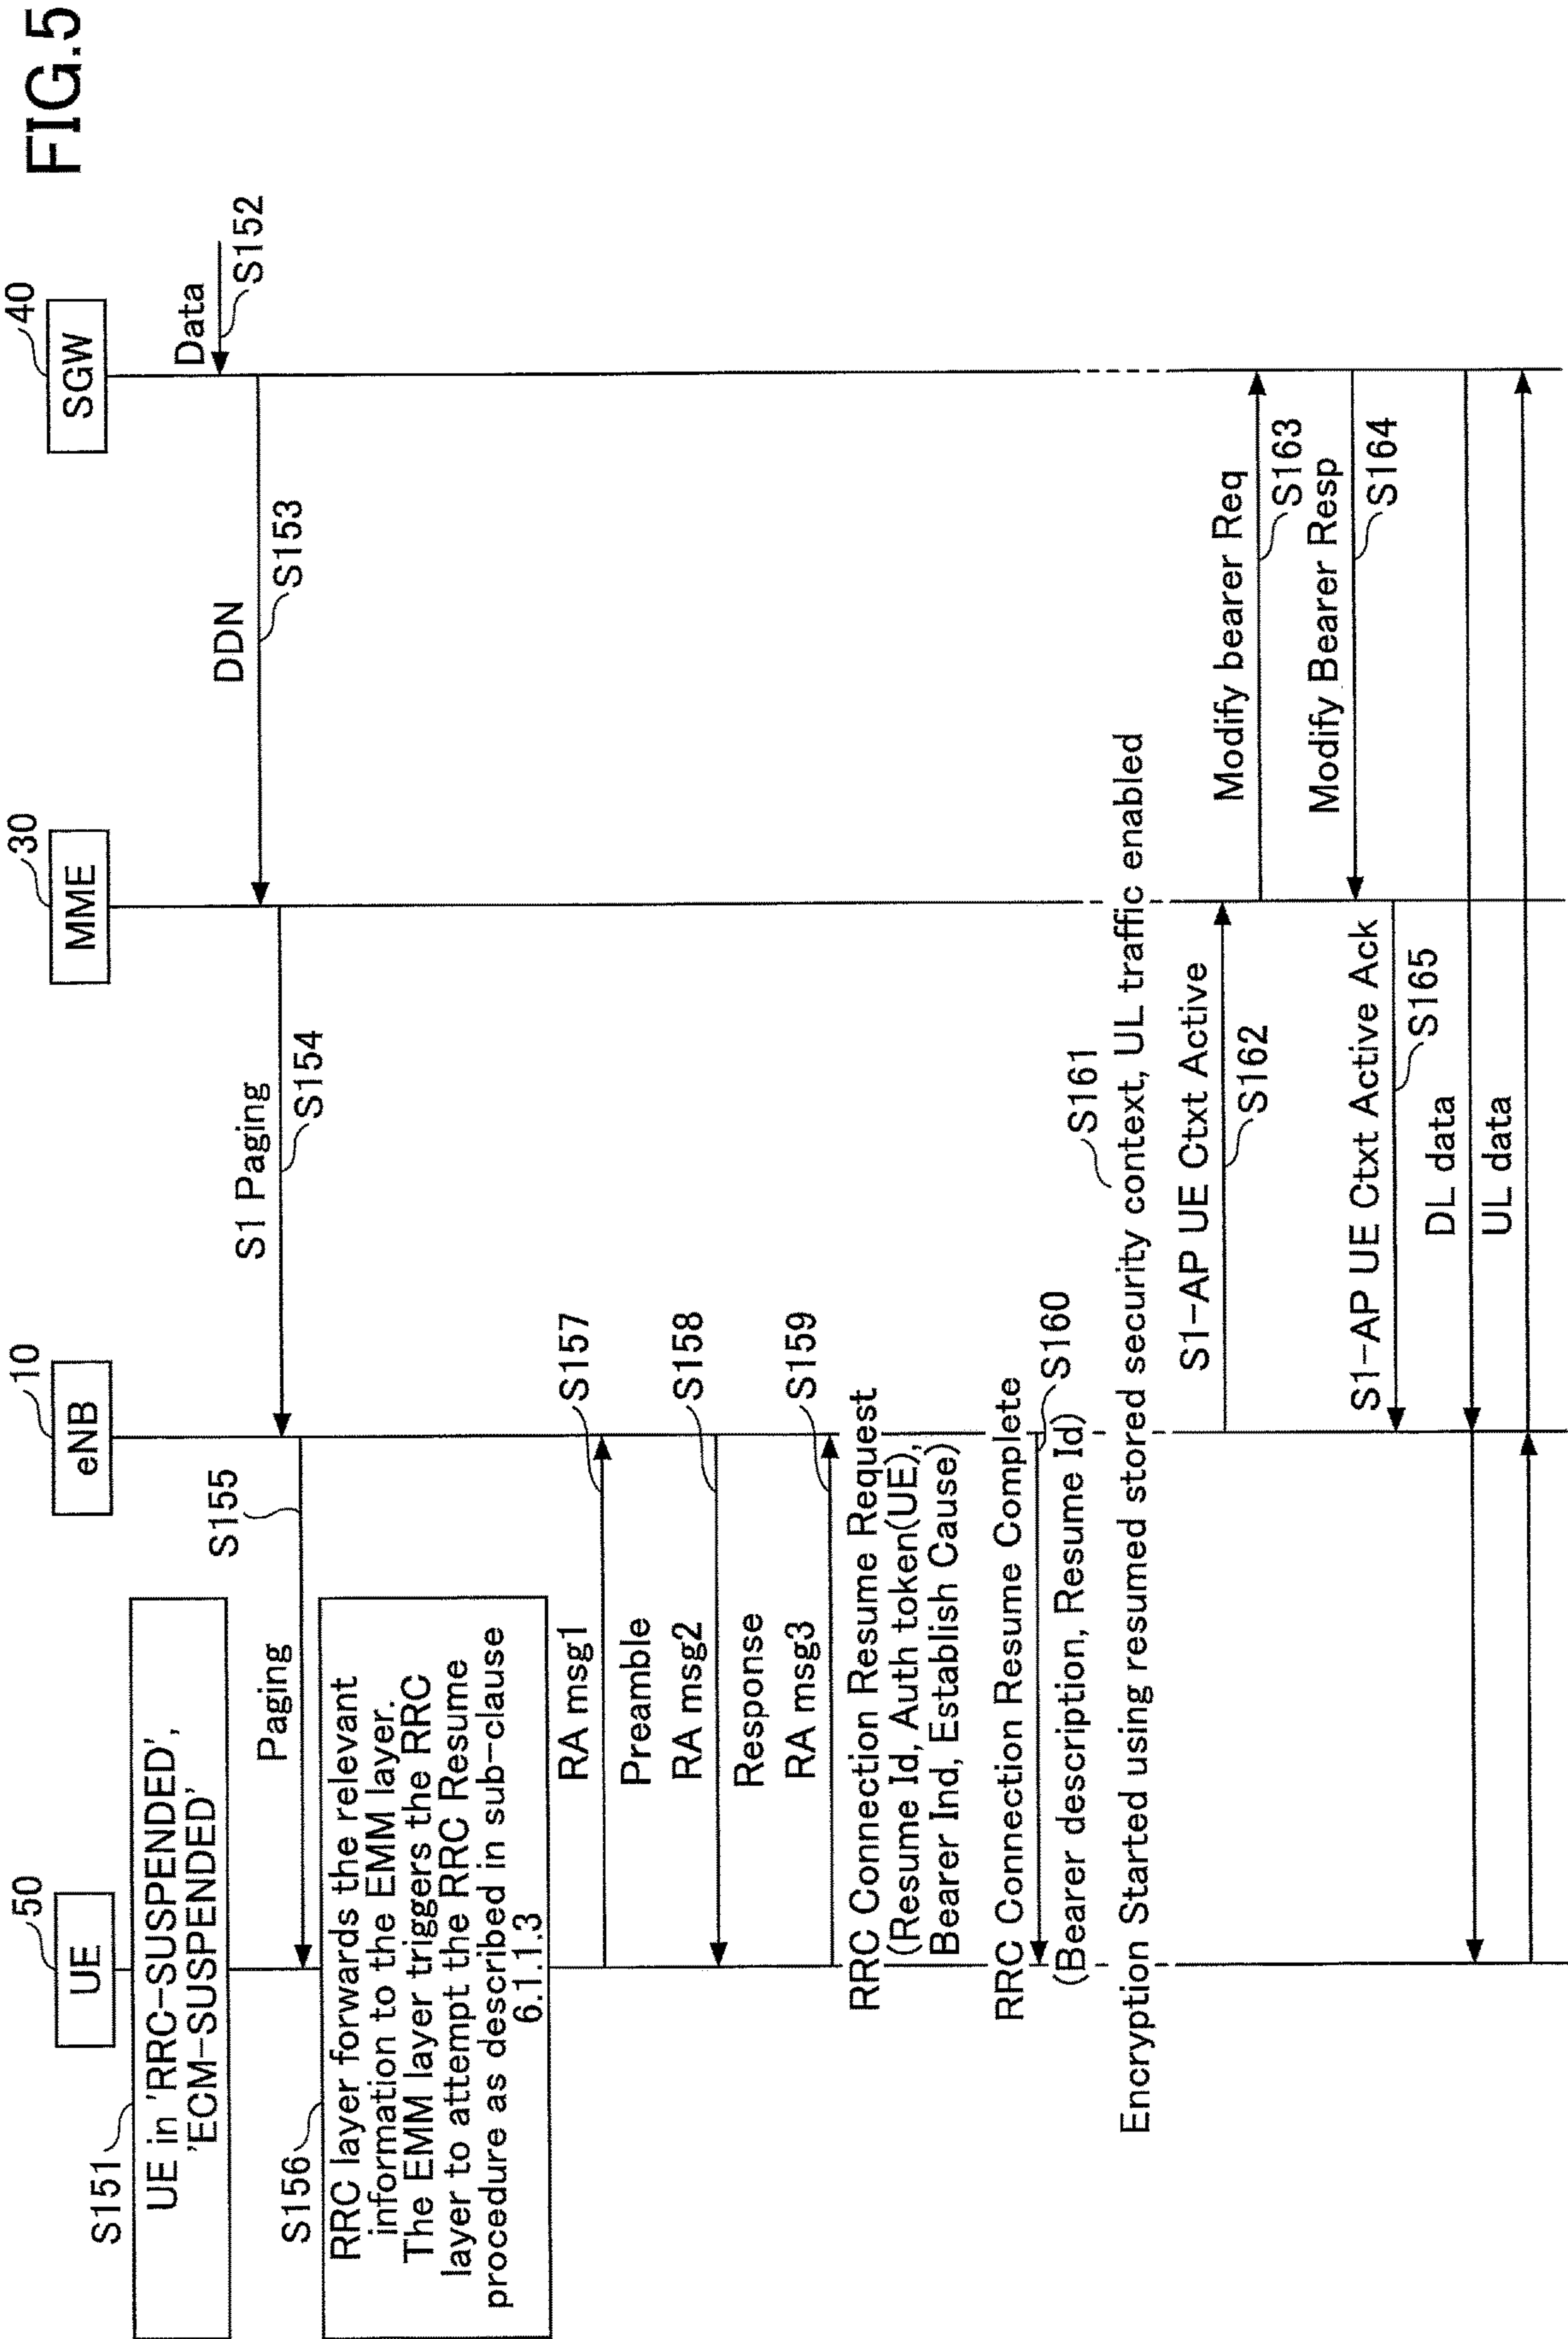 FIG.5
50
UE
10
eNB
30
MME
40
SGW
S151
UE in 'RRC-SUSPENDED',
'ECM-SUSPENDED'
Data
S152
DDN
S153
S1 Paging
S154
S155
Paging
S156
RRC layer forwards the relevant
information to the EMM layer.
The EMM layer triggers the RRC
layer to attempt the RRC Resume
procedure as described in sub-clause
6.1.1.3
RA msg1
S157
Preamble
RA msg2
S158
Response
RA msg3
S159
RRC Connection Resume Request
(Resume Id, Auth token(UE),
Bearer Ind, Establish Cause)
RRC Connection Resume Complete
S160
(Bearer description, Resume Id)
S161
Encryption Started using resumed stored security context, UL traffic enabled
S1-AP UE Ctxt Active
S162
Modify bearer Req
S163
Modify Bearer Resp
S164
S1-AP UE Ctxt Active Ack
S165
DL data
UL data